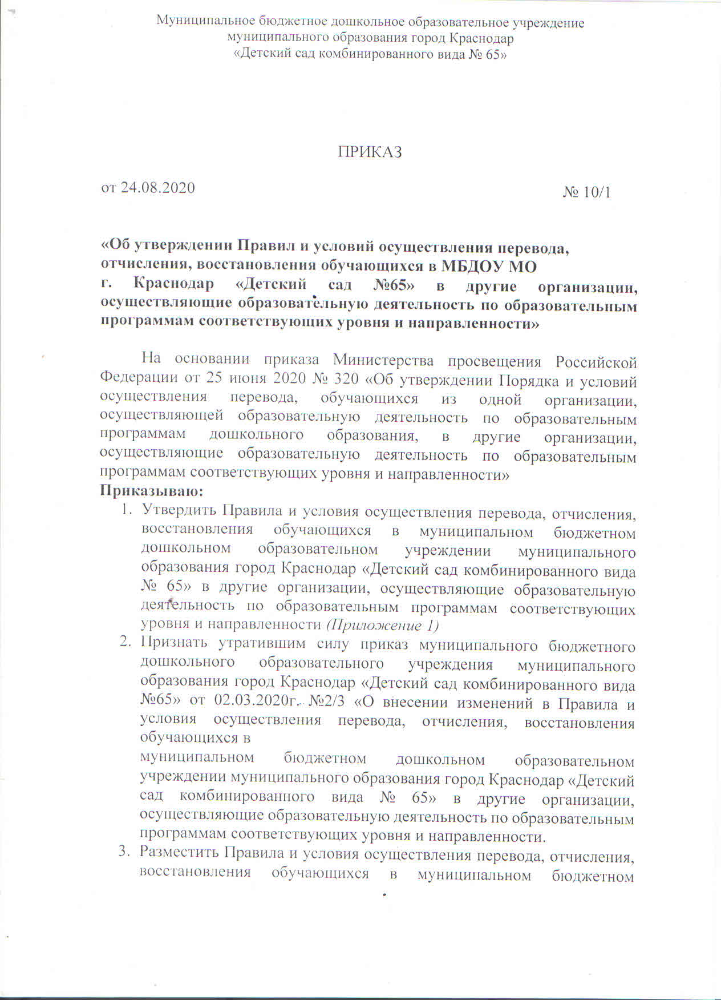 Муниципальное бюджетное дошкольное образовательное учреждение
муниципального образования город Краснодар
«Детский сад комбинированного вида № 65»
ПРИКАЗ
от 24.08.2020
№ 10/1
«Об утверждении Правил и условий осуществления перевода,
отчисления, восстановления обучающихся в МБДОУ МО
г. Краснодар «Детский сад №65» в другие организации,
осуществляющие образовательную деятельность по образовательным
программам соответствующих уровня и направленности»
На основании приказа Министерства просвещения Российской
Федерации от 25 июня 2020 № 320 «Об утверждении Порядка и условий
осуществления перевода, обучающихся из одной организации,
осуществляющей образовательную деятельность по образовательным
программам дошкольного образования, в другие организации,
осуществляющие образовательную деятельность по образовательным
программам соответствующих уровня и направленности»
Приказываю:
1. Утвердить Правила и условия осуществления перевода, отчисления,
восстановления обучающихся в муниципальном бюджетном
дошкольном образовательном учреждении муниципального
образования город Краснодар «Детский сад комбинированного вида
№ 65» в другие организации, осуществляющие образовательную
деятельность по образовательным программам соответствующих
уровня и направленности (Приложение 1)
2. Признать утратившим силу приказ муниципального бюджетного
дошкольного образовательного учреждения муниципального
образования город Краснодар «Детский сад комбинированного вида
№65» от 02.03.2020г. №2/3 «О внесении изменений в Правила и
условия осуществления перевода, отчисления, восстановления
обучающихся в
муниципальном бюджетном дошкольном образовательном
учреждении муниципального образования город Краснодар «Детский
сад комбинированного вида № 65» в другие организации,
осуществляющие образовательную деятельность по образовательным
программам соответствующих уровня и направленности.
3. Разместить Правила и условия осуществления перевода, отчисления,
восстановления обучающихся в муниципальном бюджетном